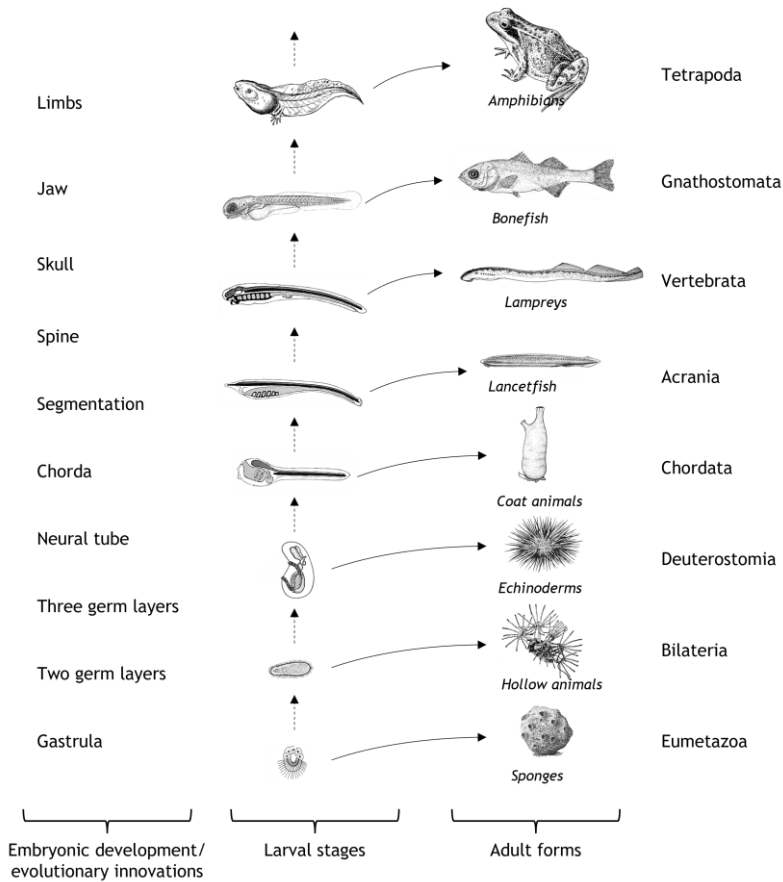 Tetrapoda
Limbs
Amphibians
Jaw
Gnathostomata
Bonefish
Skull
Vertebrata
Lampreys
Spine
Acrania
Lancetfish
Segmentation
Chorda
Chordata
Coat animals
Neural tube
Deuterostomia
Echinoderms
Three germ layers
Bilateria
Two germ layers
Hollow animals
Gastrula
Eumetazoa
Sponges
Embryonic development/
evolutionary innovations
Larval stages
Adult forms